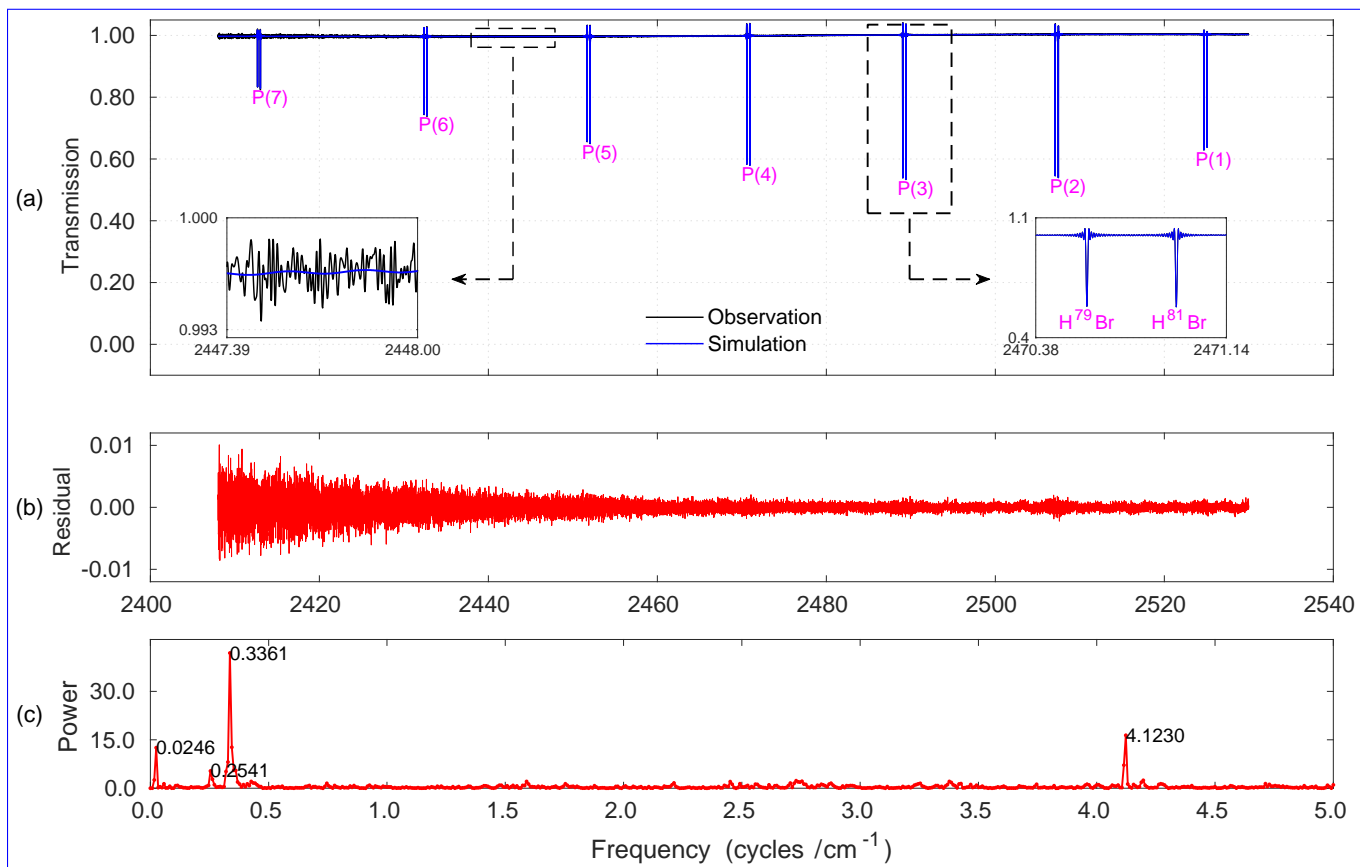 1.00
0.80
0.60
0.40
0.20
0.00
Transmission
(a)
P(7)
P(6)
P(5)
P(4)
P(3)
P(2)
P(1)
1.000
0.993
2447.39 2448.00
Observation
Simulation
1.1
0.4
H⁷⁹Br H⁸¹Br
2470.38 2471.14
0.01
0.00
-0.01
Residual
(b)
2400 2420 2440 2460 2480 2500 2520 2540
30.0
15.0
0.0
Power
(c)
0.0246
0.2541
0.3361
4.1230
0.0 0.5 1.0 1.5 2.0 2.5 3.0 3.5 4.0 4.5 5.0
Frequency (cycles /cm⁻¹)